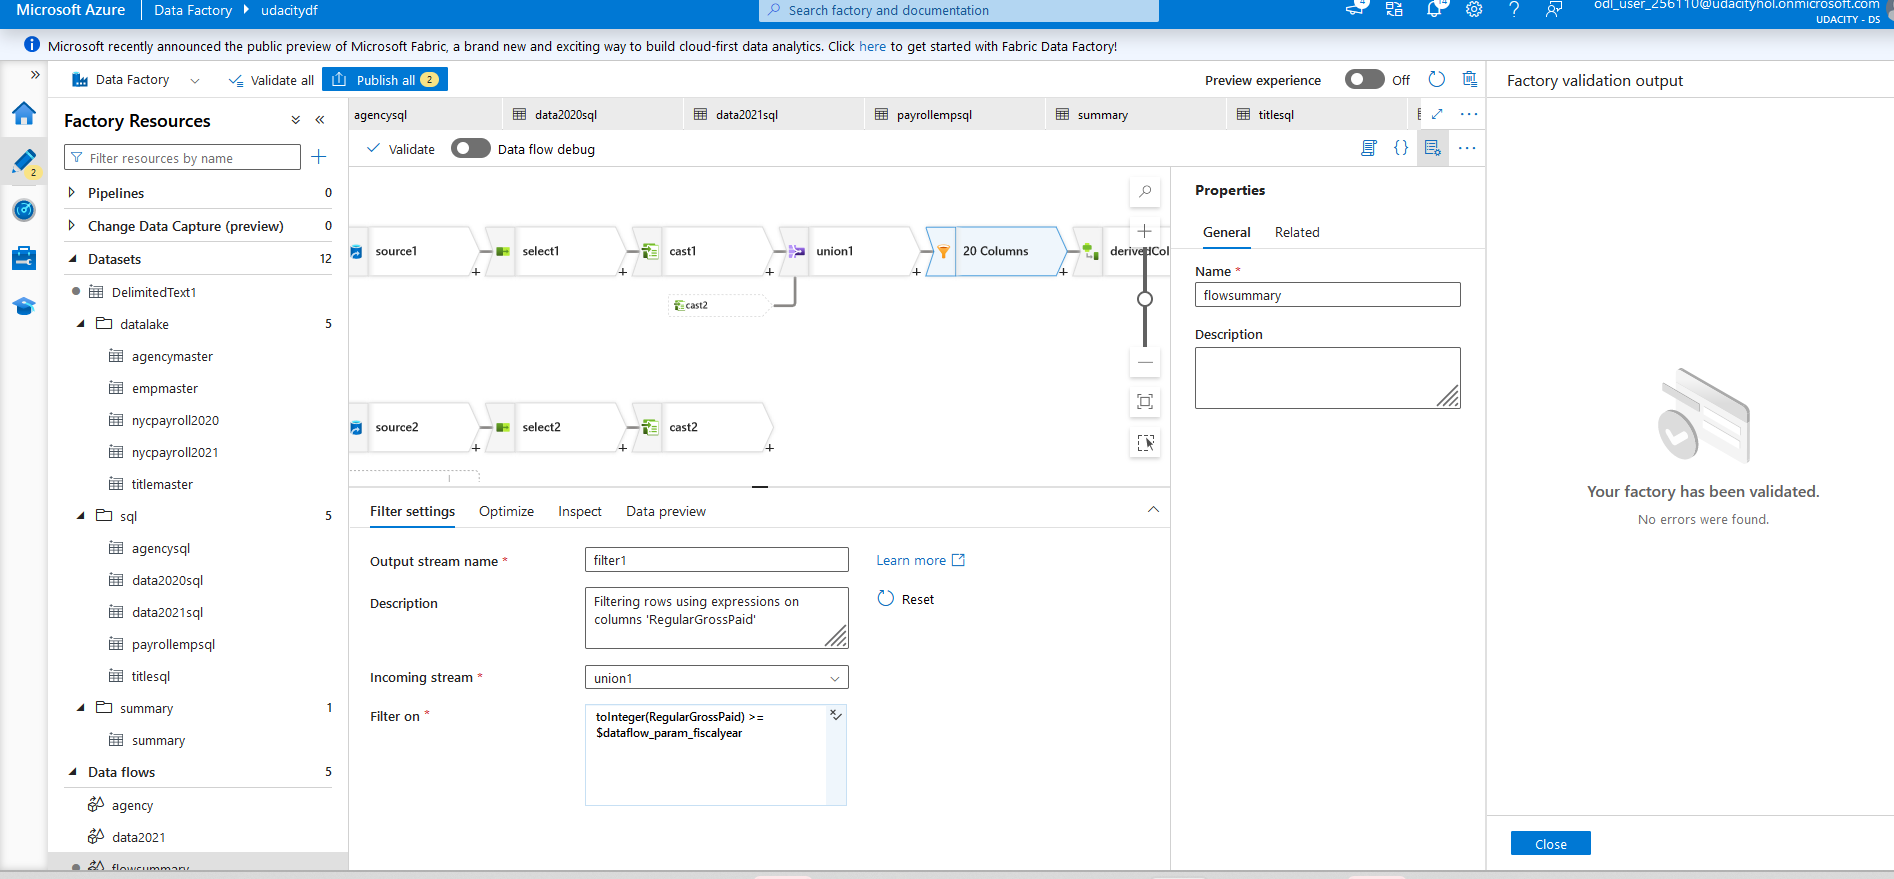 Microsoft Azure
Data Factory
udacitydf
Search factory and documentation
4
14
odl_user_256110@udacityhol.onmicrosoft.com
UDACITY - DS
Microsoft recently announced the public preview of Microsoft Fabric, a brand new and exciting way to build cloud-first data analytics. Click here to get started with Fabric Data Factory!
Data Factory
Validate all
Publish all 2
Preview experience
Off
Factory validation output
2
Factory Resources
Filter resources by name
Pipelines 0
Change Data Capture (preview) 0
Datasets 12
DelimitedText1
datalake 5
agencymaster
empmaster
nycpayroll2020
nycpayroll2021
titlemaster
sql 5
agencysql
data2020sql
data2021sql
payrollempsql
titlesql
summary 1
summary
Data flows 5
agency
data2021
flowsummary
agencysql
data2020sql
data2021sql
payrollempsql
summary
titlesql
Validate
Data flow debug
source1
select1
cast1
union1
20 Columns
derivedCol
cast2
source2
select2
cast2
Filter settings
Optimize
Inspect
Data preview
Output stream name *
filter1
Learn more
Description
Filtering rows using expressions on
columns 'RegularGrossPaid'
Reset
Incoming stream *
union1
Filter on *
toInteger(RegularGrossPaid) >=
$dataflow_param_fiscalyear
Properties
General
Related
Name *
flowsummary
Description
Your factory has been validated.
No errors were found.
Close